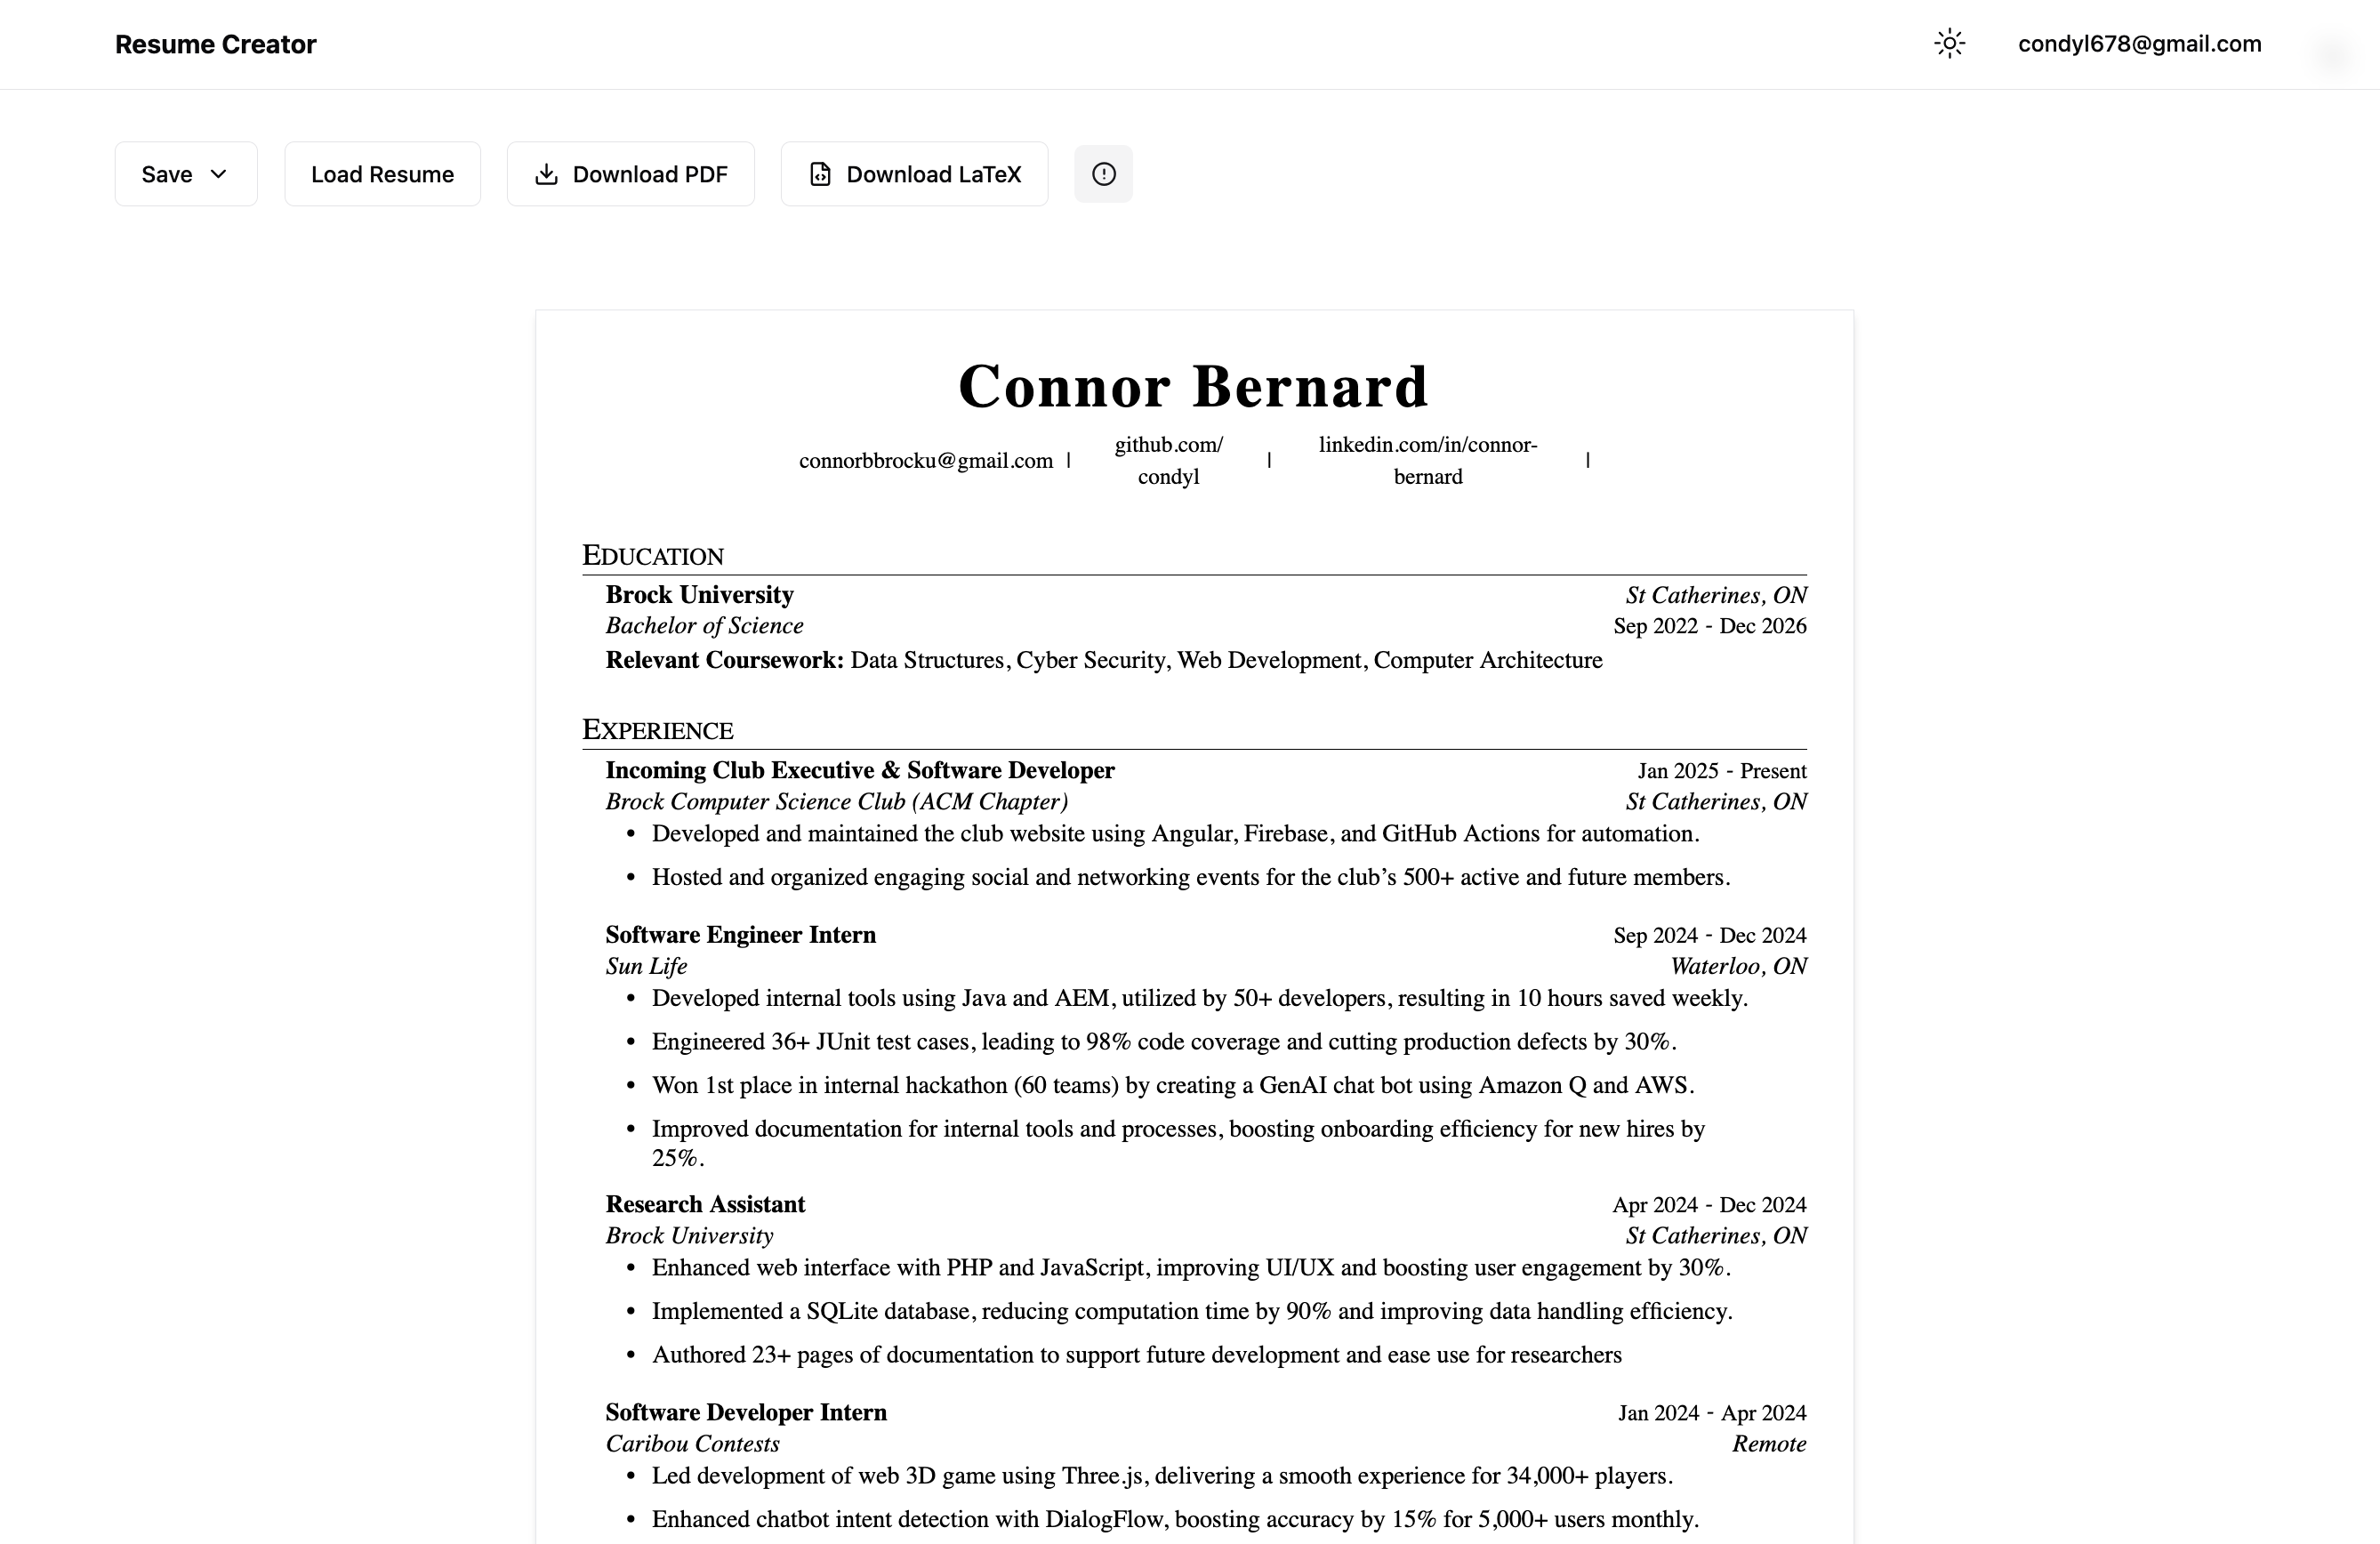 Resume Creator
condyl678@gmail.com
Save
Load Resume
Download PDF
Download LaTeX
Connor Bernard
connorbbrocku@gmail.com | github.com/condyl | linkedin.com/in/connor-bernard |
EDUCATION
Brock University St Catherines, ON
Bachelor of Science Sep 2022 - Dec 2026
Relevant Coursework: Data Structures, Cyber Security, Web Development, Computer Architecture
EXPERIENCE
Incoming Club Executive & Software Developer Jan 2025 - Present
Brock Computer Science Club (ACM Chapter) St Catherines, ON
• Developed and maintained the club website using Angular, Firebase, and GitHub Actions for automation.
• Hosted and organized engaging social and networking events for the club’s 500+ active and future members.
Software Engineer Intern Sep 2024 - Dec 2024
Sun Life Waterloo, ON
• Developed internal tools using Java and AEM, utilized by 50+ developers, resulting in 10 hours saved weekly.
• Engineered 36+ JUnit test cases, leading to 98% code coverage and cutting production defects by 30%.
• Won 1st place in internal hackathon (60 teams) by creating a GenAI chat bot using Amazon Q and AWS.
• Improved documentation for internal tools and processes, boosting onboarding efficiency for new hires by
25%.
Research Assistant Apr 2024 - Dec 2024
Brock University St Catherines, ON
• Enhanced web interface with PHP and JavaScript, improving UI/UX and boosting user engagement by 30%.
• Implemented a SQLite database, reducing computation time by 90% and improving data handling efficiency.
• Authored 23+ pages of documentation to support future development and ease use for researchers
Software Developer Intern Jan 2024 - Apr 2024
Caribou Contests Remote
• Led development of web 3D game using Three.js, delivering a smooth experience for 34,000+ players.
• Enhanced chatbot intent detection with DialogFlow, boosting accuracy by 15% for 5,000+ users monthly.